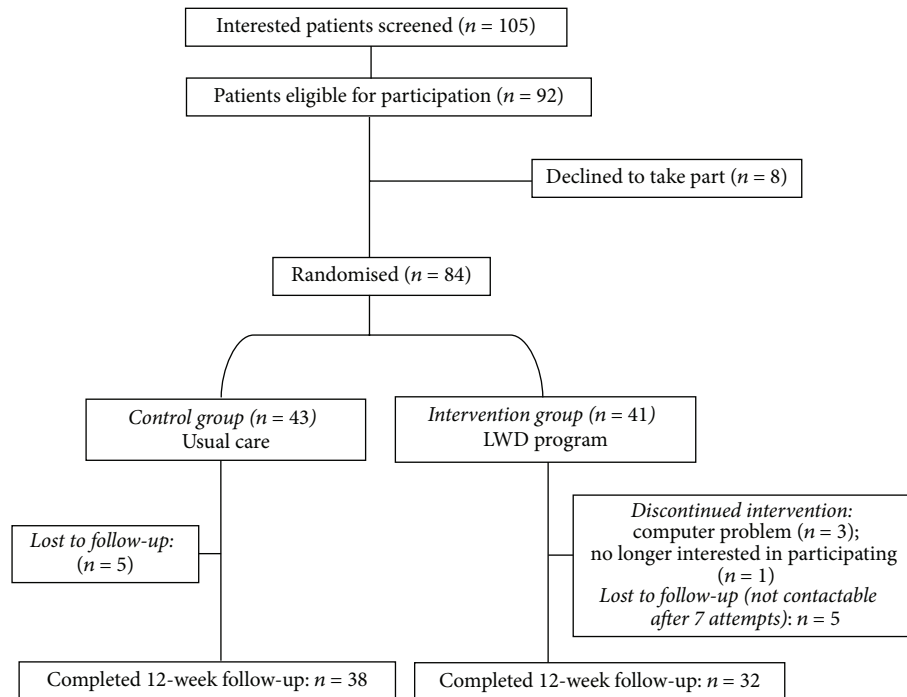 Interested patients screened (n = 105)
Patients eligible for participation (n = 92)
Declined to take part (n = 8)
Randomised (n = 84)
Control group (n = 43)
Usual care
Intervention group (n = 41)
LWD program
Lost to follow-up:
(n = 5)
Discontinued intervention:
computer problem (n = 3);
no longer interested in participating
(n = 1)
Lost to follow-up (not contactable
after 7 attempts): n = 5
Completed 12-week follow-up: n = 38
Completed 12-week follow-up: n = 32